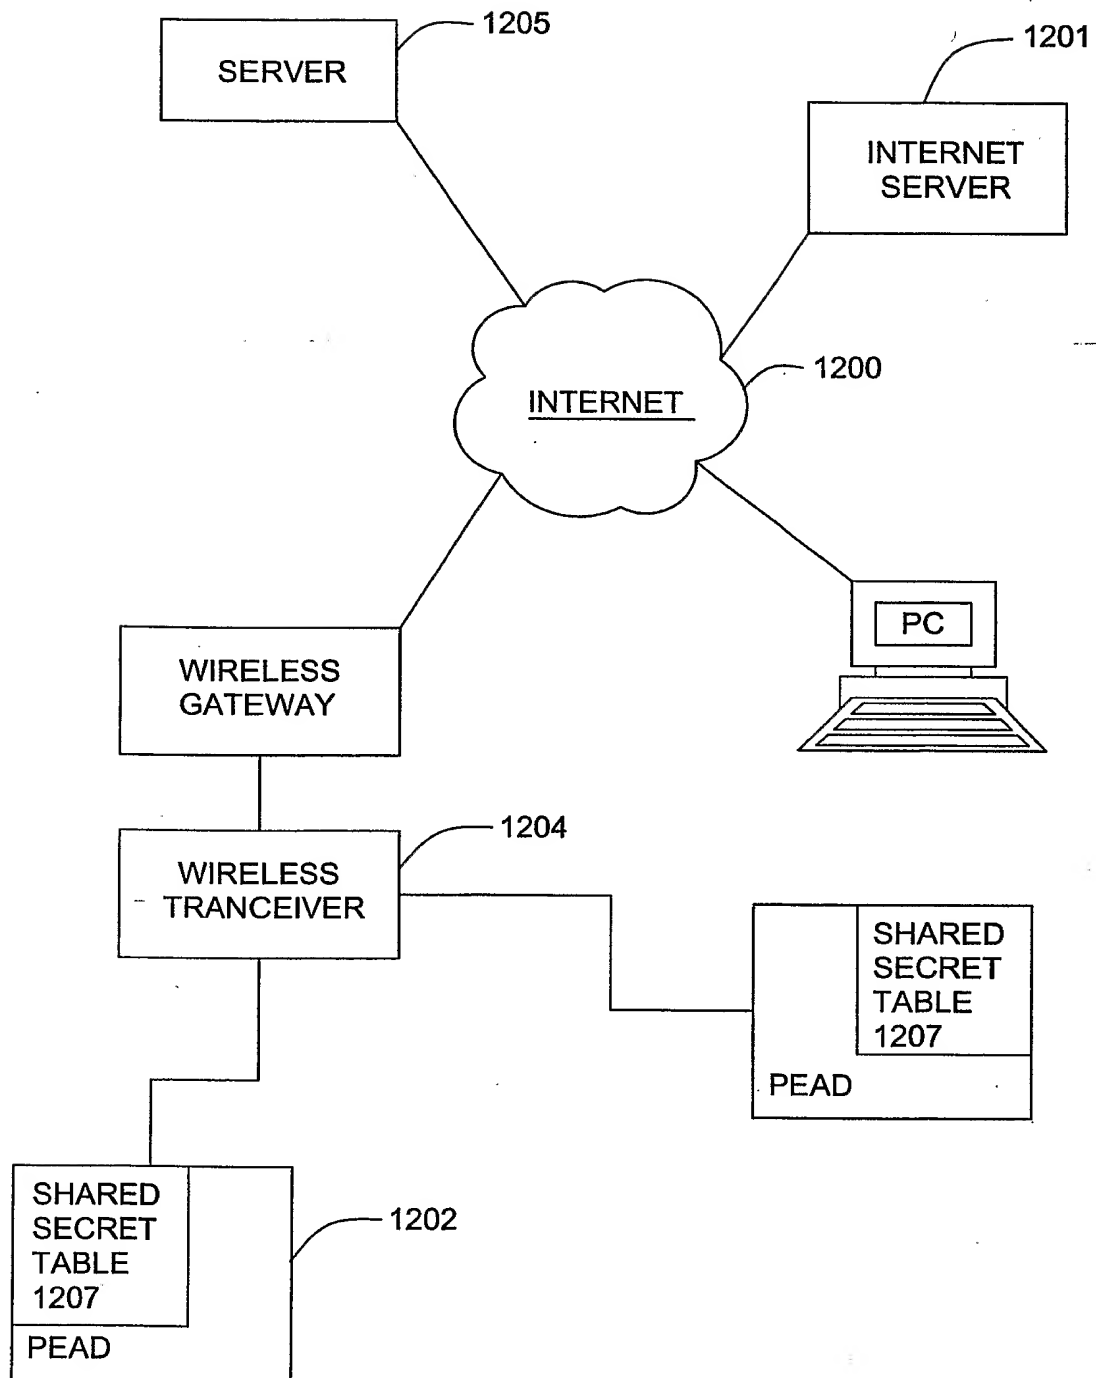 1205
SERVER
1201
INTERNET
SERVER
1200
INTERNET
PC
WIRELESS
GATEWAY
1204
WIRELESS
TRANCEIVER
SHARED
SECRET
TABLE
1207
PEAD
SHARED
SECRET
TABLE
1207
1202
PEAD